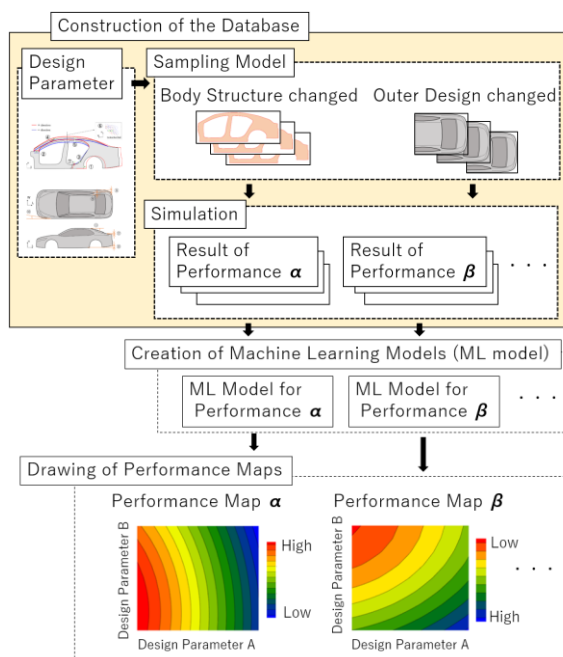 Construction of the Database
Design
Parameter
Sampling Model
Body Structure changed
Outer Design changed
Simulation
Result of
Performance α
Result of
Performance β
· · ·
Creation of Machine Learning Models (ML model)
ML Model for
Performance α
ML Model for
Performance β
· · ·
Drawing of Performance Maps
Performance Map α
Design Parameter B
High
Low
Design Parameter A
Performance Map β
Design Parameter B
Low
High
Design Parameter A
· · ·